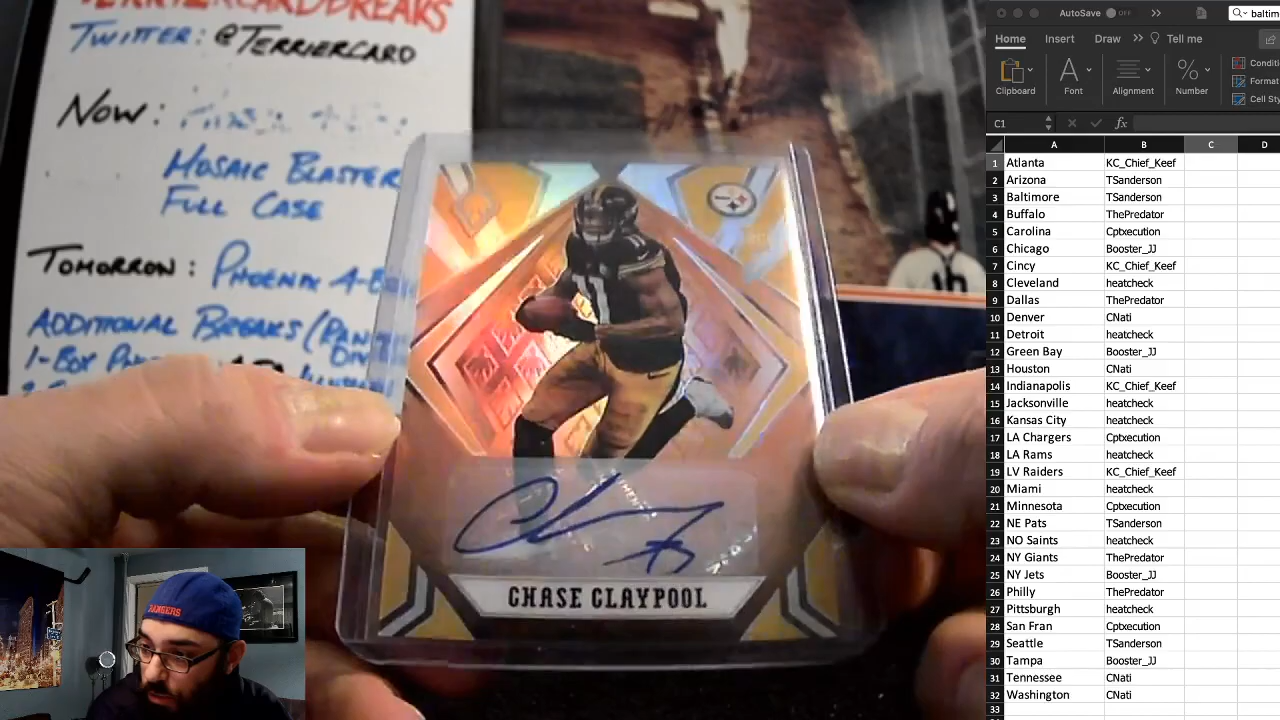 TERRIERCARDBREAKS
TWITTER: @TERRIERCARD
NOW:
MOSAIC BLASTER
FULL CASE
TOMORROW: PHOENIX 4-B
ADDITIONAL BREAKS
1-BOX
11
CHASE CLAYPOOL
RANGERS
AutoSave OFF
baltim
Home Insert Draw Tell me
Clipboard Font Alignment Number
Conditi
Format
Cell Sty
C1 fx
A B C D
1 Atlanta KC_Chief_Keef
2 Arizona TSanderson
3 Baltimore TSanderson
4 Buffalo ThePredator
5 Carolina Cptxecution
6 Chicago Booster_JJ
7 Cincy KC_Chief_Keef
8 Cleveland heatcheck
9 Dallas ThePredator
10 Denver CNati
11 Detroit heatcheck
12 Green Bay Booster_JJ
13 Houston CNati
14 Indianapolis KC_Chief_Keef
15 Jacksonville heatcheck
16 Kansas City heatcheck
17 LA Chargers Cptxecution
18 LA Rams heatcheck
19 LV Raiders KC_Chief_Keef
20 Miami heatcheck
21 Minnesota Cptxecution
22 NE Pats TSanderson
23 NO Saints heatcheck
24 NY Giants ThePredator
25 NY Jets Booster_JJ
26 Philly ThePredator
27 Pittsburgh heatcheck
28 San Fran Cptxecution
29 Seattle TSanderson
30 Tampa Booster_JJ
31 Tennessee CNati
32 Washington CNati
33